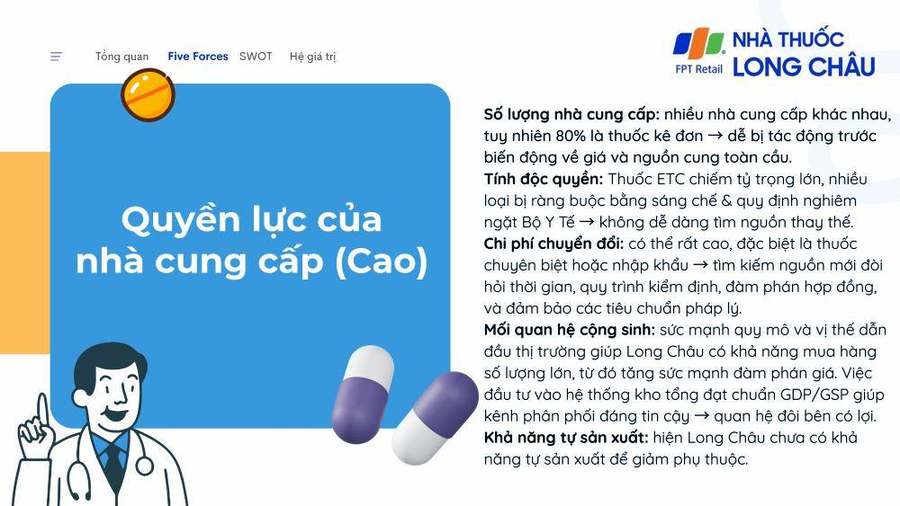 Tổng quan Five Forces SWOT Hệ giá trị
FPT Retail
NHÀ THUỐC
LONG CHÂU
Quyền lực của
nhà cung cấp (Cao)
Số lượng nhà cung cấp: nhiều nhà cung cấp khác nhau,
tuy nhiên 80% là thuốc kê đơn → dễ bị tác động trước
biến động về giá và nguồn cung toàn cầu.
Tính độc quyền: Thuốc ETC chiếm tỷ trọng lớn, nhiều
loại bị ràng buộc bằng sáng chế & quy định nghiêm
ngặt Bộ Y Tế → không dễ dàng tìm nguồn thay thế.
Chi phí chuyển đổi: có thể rất cao, đặc biệt là thuốc
chuyên biệt hoặc nhập khẩu → tìm kiếm nguồn mới đòi
hỏi thời gian, quy trình kiểm định, đàm phán hợp đồng,
và đảm bảo các tiêu chuẩn pháp lý.
Mối quan hệ cộng sinh: sức mạnh quy mô và vị thế dẫn
đầu thị trường giúp Long Châu có khả năng mua hàng
số lượng lớn, từ đó tăng sức mạnh đàm phán giá. Việc
đầu tư vào hệ thống kho tổng đạt chuẩn GDP/GSP giúp
kênh phân phối đáng tin cậy → quan hệ đôi bên có lợi.
Khả năng tự sản xuất: hiện Long Châu chưa có khả
năng tự sản xuất để giảm phụ thuộc.